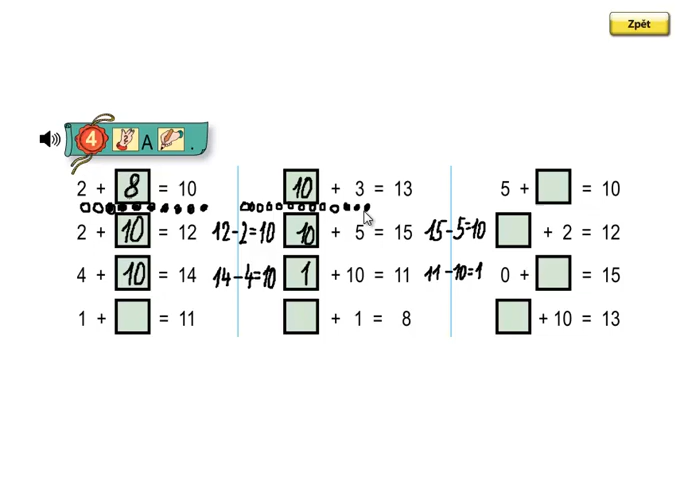 Zpět
4 A .
2 + 8 = 10
10 + 3 = 13
5 + = 10
2 + 10 = 12 12-2=10
10 + 5 = 15 15-5=10
+ 2 = 12
4 + 10 = 14 14-4=10
1 + 10 = 11 11-10=1
0 + = 15
1 + = 11
+ 1 = 8
+ 10 = 13